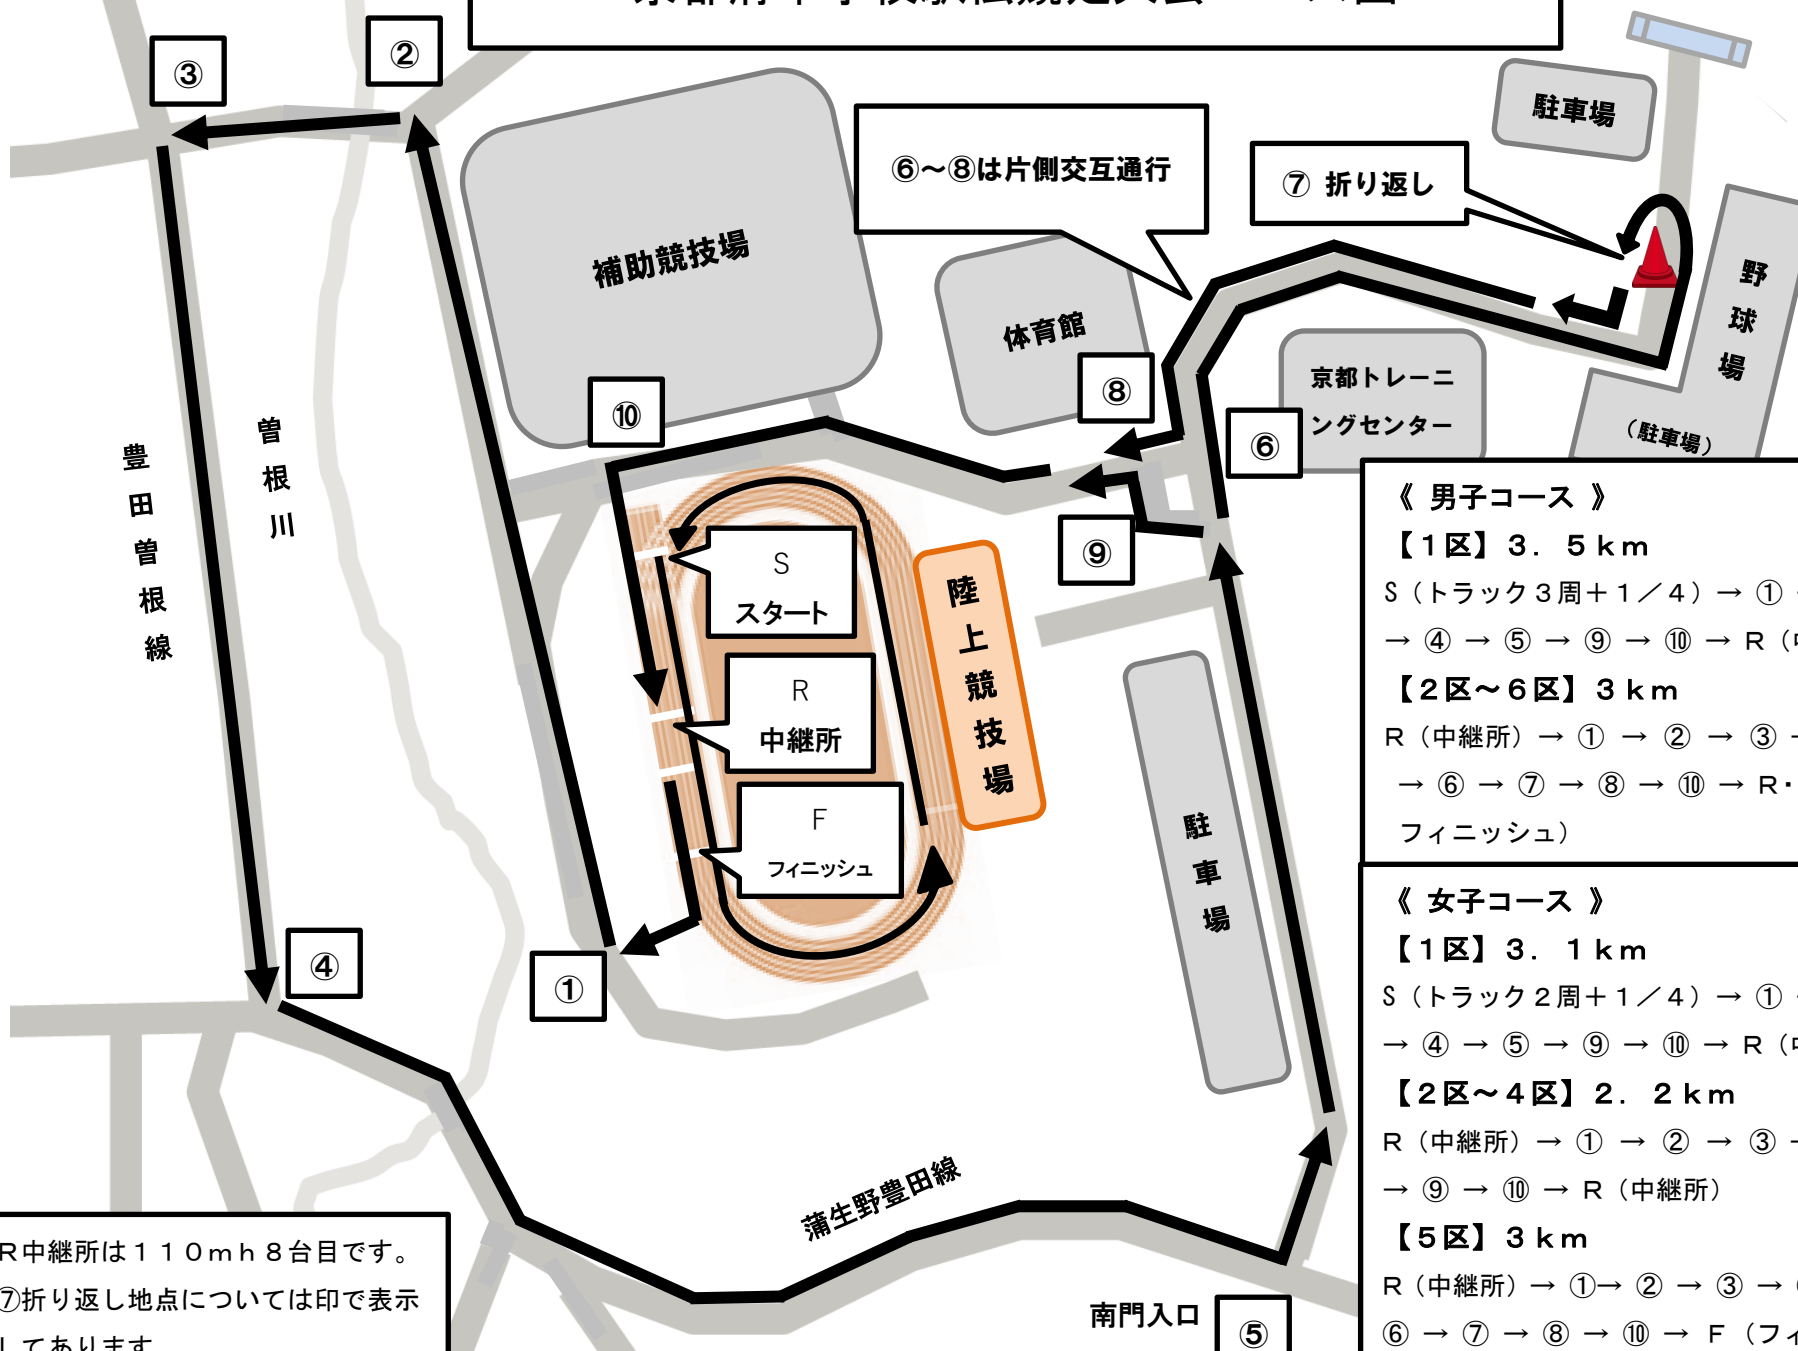 ②
③
駐車場
⑥～⑧は片側交互通行
⑦ 折り返し
補助競技場
体育館
野球場
（駐車場）
京都トレーニ
ングセンター
⑧
⑥
⑩
⑨
豊田曽根線
曽根川
S
スタート
R
中継所
F
フィニッシュ
陸上競技場
駐車場
④
①
蒲生野豊田線
南門入口
⑤
《 男子コース 》
【１区】３．５ｋｍ
S（トラック３周＋１／４）→ ①
→ ④ → ⑤ → ⑨ → ⑩ → R（
【２区～６区】３ｋｍ
R（中継所）→ ① → ② → ③
→ ⑥ → ⑦ → ⑧ → ⑩ → R・
フィニッシュ）
《 女子コース 》
【１区】３．１ｋｍ
S（トラック２周＋１／４）→ ①
→ ④ → ⑤ → ⑨ → ⑩ → R（
【２区～４区】２．２ｋｍ
R（中継所）→ ① → ② → ③
→ ⑨ → ⑩ → R（中継所）
【５区】３ｋｍ
R（中継所）→ ①→ ② → ③ →
⑥ → ⑦ → ⑧ → ⑩ → F（フィ
R中継所は１１０ｍｈ８台目です。
⑦折り返し地点については印で表示
してあります